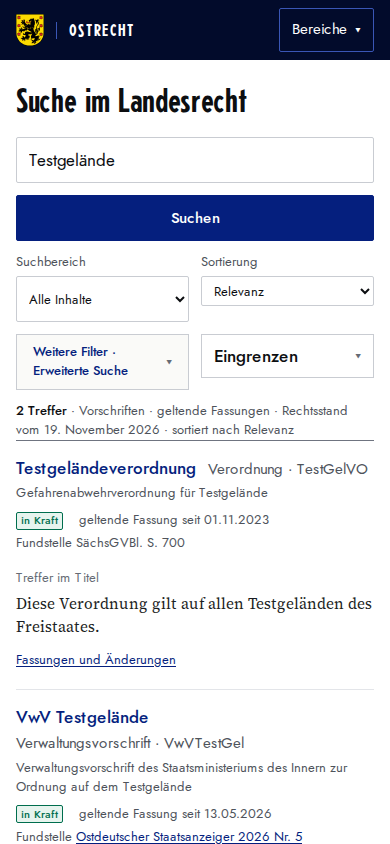 OSTRECHT
Bereiche
Suche im Landesrecht
Testgelände
Suchen
Suchbereich
Sortierung
Alle Inhalte
Relevanz
Weitere Filter ·
Erweiterte Suche
Eingrenzen
2 Treffer · Vorschriften · geltende Fassungen · Rechtsstand
vom 19. November 2026 · sortiert nach Relevanz
Testgeländeverordnung Verordnung · TestGelVO
Gefahrenabwehrverordnung für Testgelände
in Kraft geltende Fassung seit 01.11.2023
Fundstelle SächsGVBl. S. 700
Treffer im Titel
Diese Verordnung gilt auf allen Testgeländen des
Freistaates.
Fassungen und Änderungen
VwV Testgelände
Verwaltungsvorschrift · VwVTestGel
Verwaltungsvorschrift des Staatsministeriums des Innern zur
Ordnung auf dem Testgelände
in Kraft geltende Fassung seit 13.05.2026
Fundstelle Ostdeutscher Staatsanzeiger 2026 Nr. 5